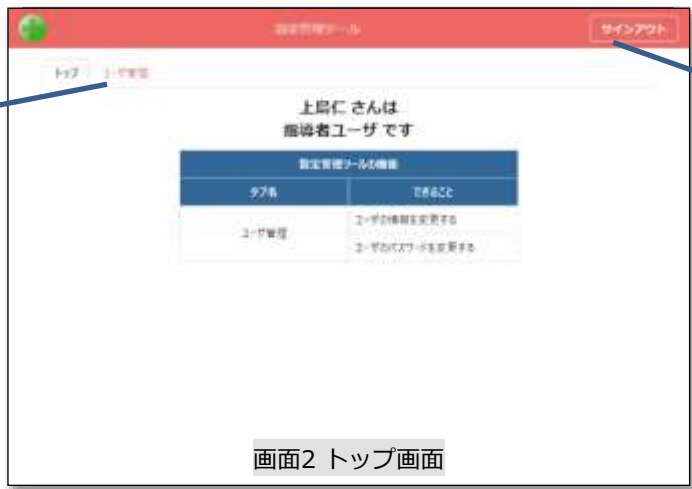 設定管理ツール
サインアウト
トップ ユーザ管理
上島仁 さんは
指導者ユーザ です
設定管理ツールの機能
タブ名 できること
ユーザ管理
ユーザの情報を変更する
ユーザのパスワードを変更する
画面2 トップ画面